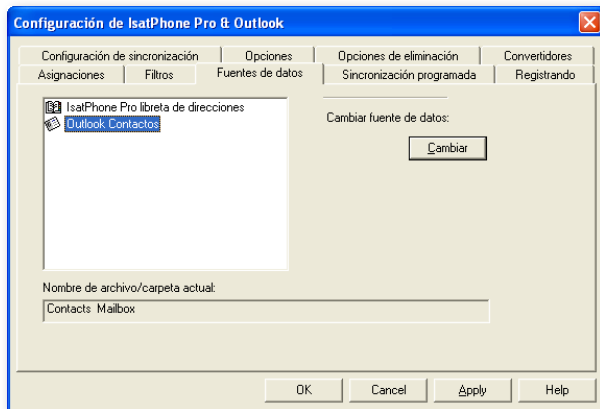 Configuración de IsatPhone Pro & Outlook
Configuración de sincronización Opciones Opciones de eliminación Convertidores
Asignaciones Filtros Fuentes de datos Sincronización programada Registrando
IsatPhone Pro libreta de direcciones
Outlook Contactos
Cambiar fuente de datos:
Cambiar
Nombre de archivo/carpeta actual:
Contacts Mailbox
OK Cancel Apply Help